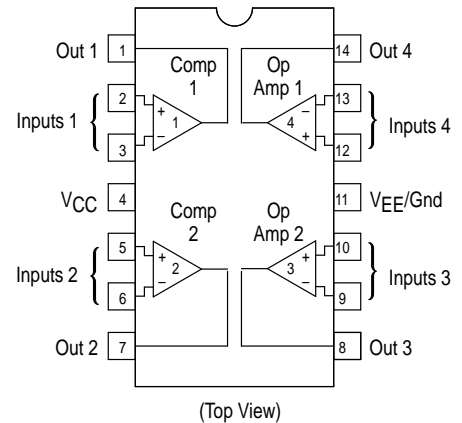 Out 1
1
14
Out 4
Comp
1
Op
Amp 1
2
13
Inputs 1
+
1
−
−
4
+
Inputs 4
3
12
VCC
4
11
VEE/Gnd
Comp
2
Op
Amp 2
5
10
Inputs 2
+
2
−
+
3
−
Inputs 3
6
9
Out 2
7
8
Out 3
(Top View)